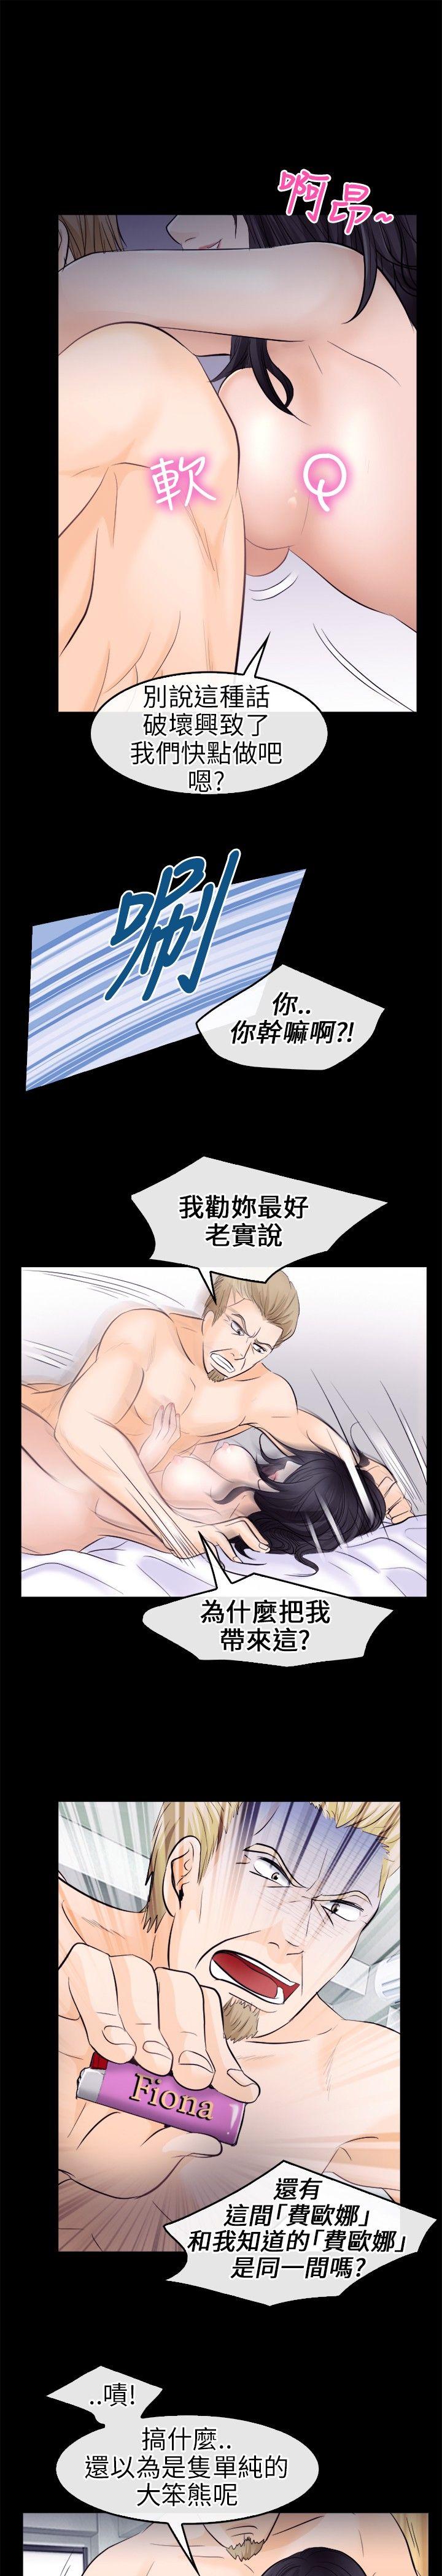 啊昂~
軟
Q
別說這種話
破壞興致了
我們快點做吧
嗯?
唰
你..
你幹嘛啊?!
我勸妳最好
老實說
為什麼把我
帶來這?
Fiona
還有
這間「費歐娜」
和我知道的「費歐娜」
是同一間嗎?
..嘖!
搞什麼..
還以為是隻單純的
大笨熊呢